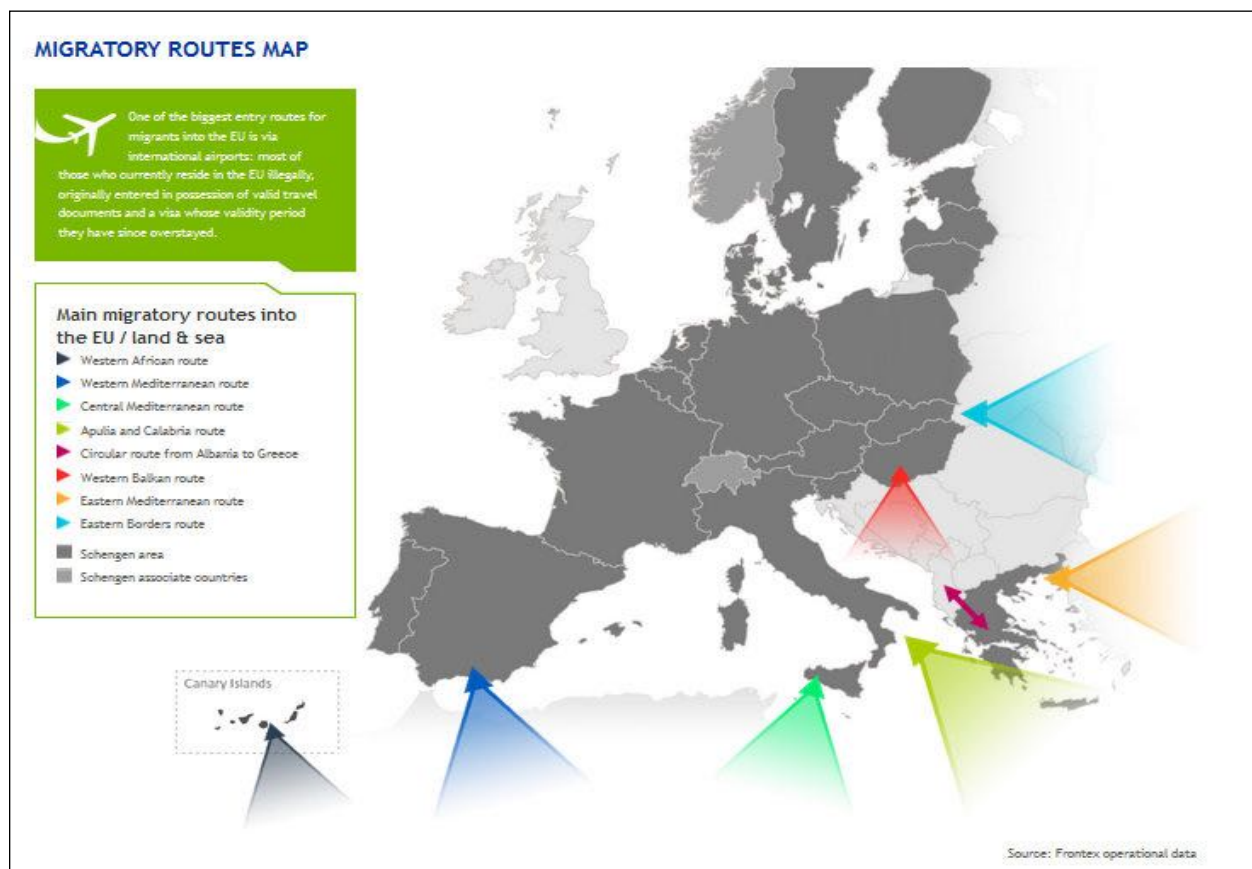 MIGRATORY ROUTES MAP
One of the biggest entry routes for
migrants into the EU is via
international airports: most of
those who currently reside in the EU illegally,
originally entered in possession of valid travel
documents and a visa whose validity period
they have since overstayed.
Main migratory routes into
the EU / land & sea
Western African route
Western Mediterranean route
Central Mediterranean route
Apulia and Calabria route
Circular route from Albania to Greece
Western Balkan route
Eastern Mediterranean route
Eastern Borders route
Schengen area
Schengen associate countries
Canary Islands
Source: Frontex operational data